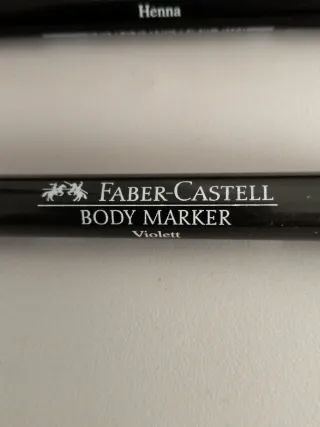 Henna
FABER-CASTELL
BODY MARKER
Violett